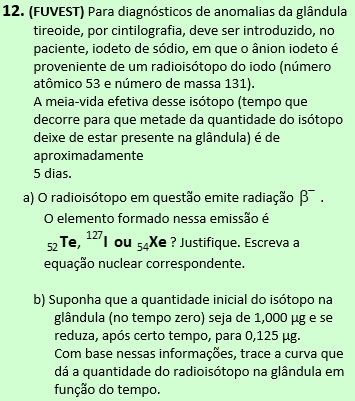 12. (FUVEST) Para diagnósticos de anomalias da glândula
tireoide, por cintilografia, deve ser introduzido, no
paciente, iodeto de sódio, em que o ânion iodeto é
proveniente de um radioisótopo do iodo (número
atômico 53 e número de massa 131).
A meia-vida efetiva desse isótopo (tempo que
decorre para que metade da quantidade do isótopo
deixe de estar presente na glândula) é de
aproximadamente
5 dias.
a) O radioisótopo em questão emite radiação β⁻ .
O elemento formado nessa emissão é
₅₂Te, ¹²⁷I ou ₅₄Xe ? Justifique. Escreva a
equação nuclear correspondente.
b) Suponha que a quantidade inicial do isótopo na
glândula (no tempo zero) seja de 1,000 μg e se
reduza, após certo tempo, para 0,125 μg.
Com base nessas informações, trace a curva que
dá a quantidade do radioisótopo na glândula em
função do tempo.